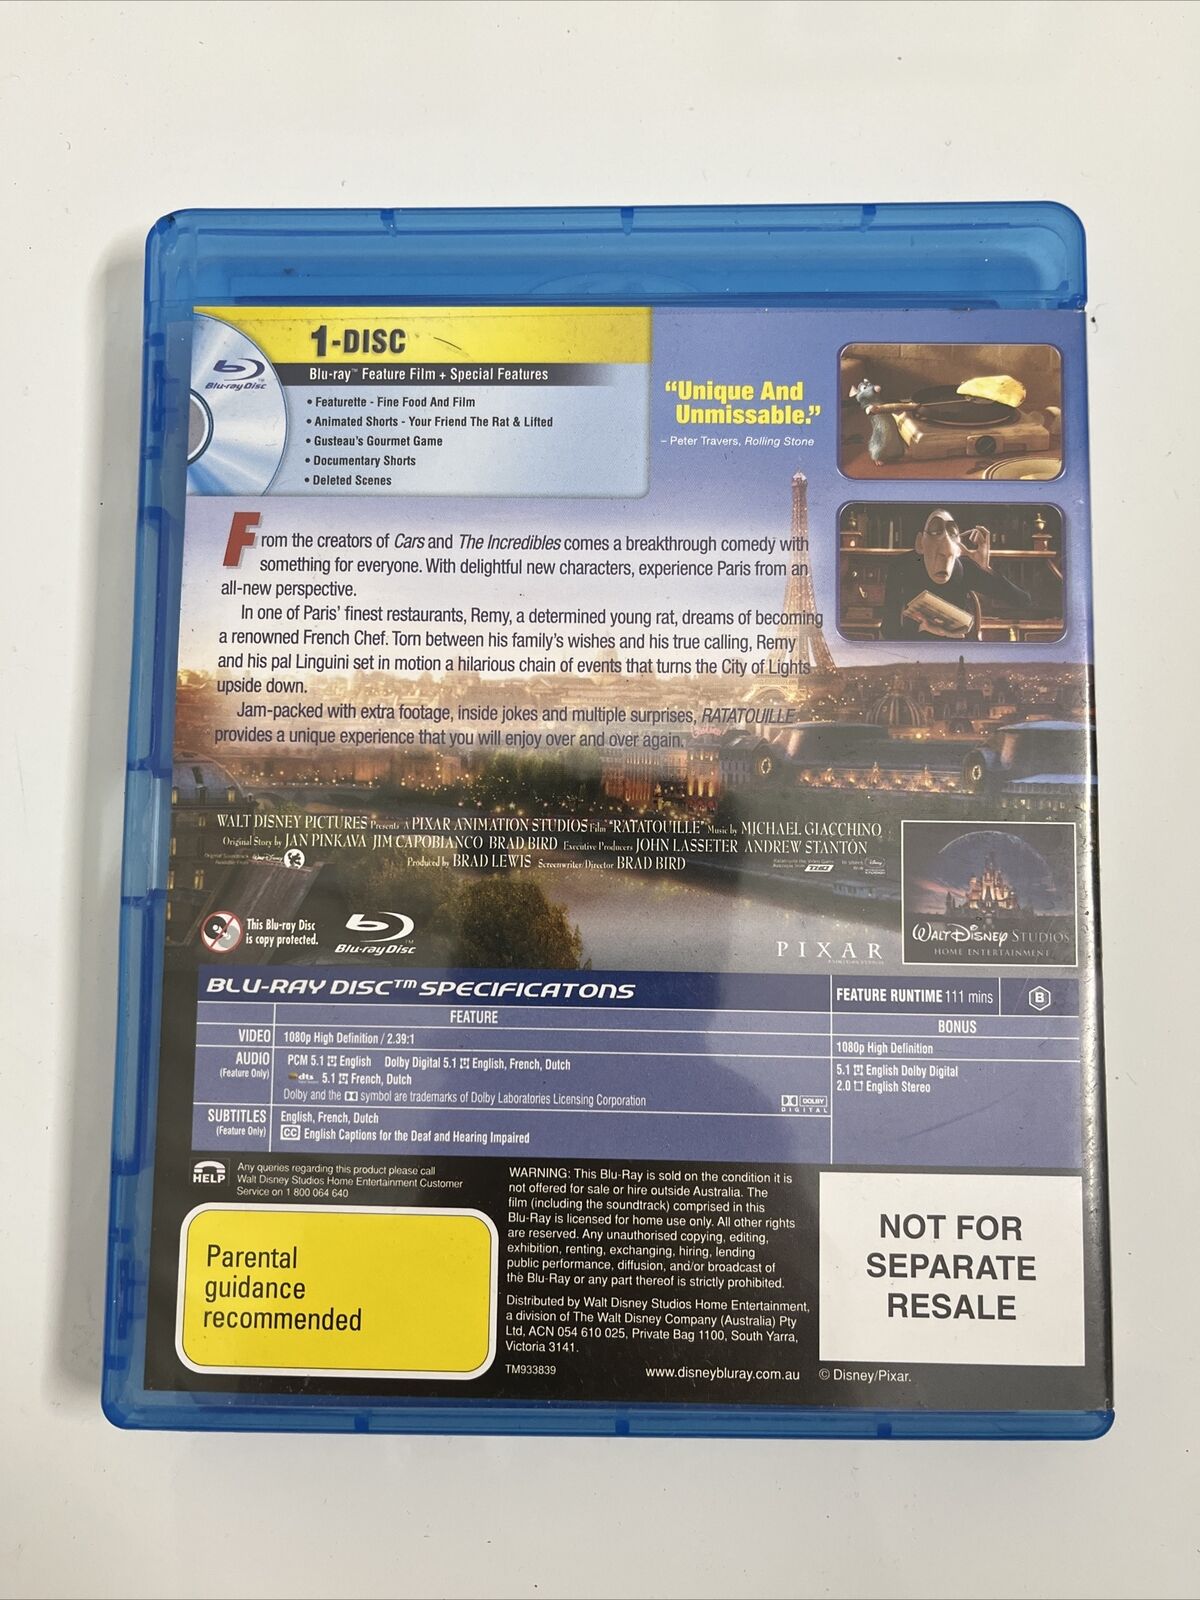 1-DISC
Blu-ray Disc
Blu-ray™ Feature Film + Special Features
• Featurette - Fine Food And Film
• Animated Shorts - Your Friend The Rat & Lifted
• Gusteau's Gourmet Game
• Documentary Shorts
• Deleted Scenes
"Unique And
Unmissable."
– Peter Travers, Rolling Stone
From the creators of Cars and The Incredibles comes a breakthrough comedy with
something for everyone. With delightful new characters, experience Paris from an
all-new perspective.
In one of Paris' finest restaurants, Remy, a determined young rat, dreams of becoming
a renowned French Chef. Torn between his family's wishes and his true calling, Remy
and his pal Linguini set in motion a hilarious chain of events that turns the City of Lights
upside down.
Jam-packed with extra footage, inside jokes and multiple surprises, RATATOUILLE
provides a unique experience that you will enjoy over and over again.
WALT DISNEY PICTURES Presents A PIXAR ANIMATION STUDIOS Film "RATATOUILLE" Music by MICHAEL GIACCHINO
Original Story by JAN PINKAVA JIM CAPOBIANCO BRAD BIRD Executive Producers JOHN LASSETER ANDREW STANTON
Produced by BRAD LEWIS Screenwriter/Director BRAD BIRD
Original Soundtrack
Available From
THQ
This Blu-ray Disc
is copy protected.
Blu-ray Disc™
PIXAR
WALT DISNEY STUDIOS
HOME ENTERTAINMENT
BLU-RAY DISC™ SPECIFICATONS
FEATURE RUNTIME 111 mins
B
FEATURE
BONUS
VIDEO
1080p High Definition / 2.39:1
1080p High Definition
AUDIO
(Feature Only)
PCM 5.1 English Dolby Digital 5.1 English, French, Dutch
dts 5.1 French, Dutch
Dolby and the symbol are trademarks of Dolby Laboratories Licensing Corporation
DOLBY
DIGITAL
5.1 English Dolby Digital
2.0 English Stereo
SUBTITLES
(Feature Only)
English, French, Dutch
CC English Captions for the Deaf and Hearing Impaired
HELP
Any queries regarding this product please call
Walt Disney Studios Home Entertainment Customer
Service on 1 800 064 640
Parental
guidance
recommended
WARNING: This Blu-Ray is sold on the condition it is
not offered for sale or hire outside Australia. The
film (including the soundtrack) comprised in this
Blu-Ray is licensed for home use only. All other rights
are reserved. Any unauthorised copying, editing,
exhibition, renting, exchanging, hiring, lending
public performance, diffusion, and/or broadcast of
the Blu-Ray or any part thereof is strictly prohibited.
Distributed by Walt Disney Studios Home Entertainment,
a division of The Walt Disney Company (Australia) Pty
Ltd, ACN 054 610 025, Private Bag 1100, South Yarra,
Victoria 3141.
TM933839
www.disneybluray.com.au
© Disney/Pixar.
NOT FOR
SEPARATE
RESALE